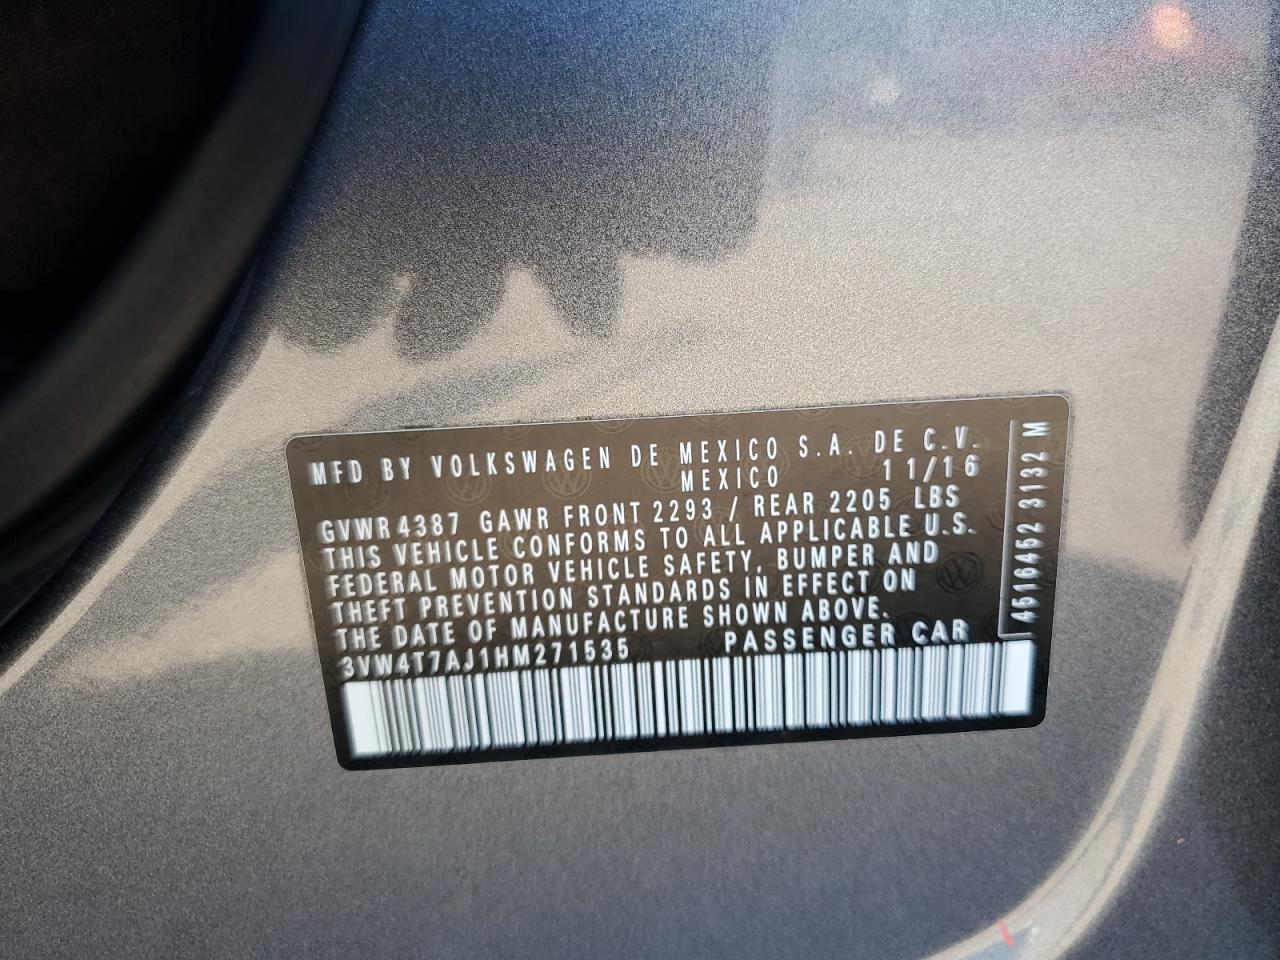 MFD BY VOLKSWAGEN DE MEXICO S.A. DE C.V.
MEXICO 11/16
GVWR 4387 GAWR FRONT 2293 / REAR 2205 LBS
THIS VEHICLE CONFORMS TO ALL APPLICABLE U.S.
FEDERAL MOTOR VEHICLE SAFETY, BUMPER AND
THEFT PREVENTION STANDARDS IN EFFECT ON
THE DATE OF MANUFACTURE SHOWN ABOVE.
3VW4T7AJ1HM271535 PASSENGER CAR
4516452 3132 M